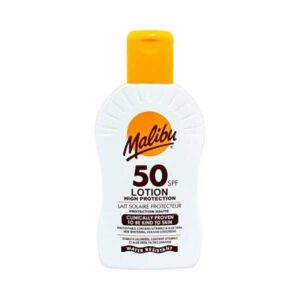 Malibu
50 SPF
LOTION
HIGH PROTECTION
LAIT SOLAIRE PROTECTEUR
PROTECTION HAUTE
CLINICALLY PROVEN
TO BE KIND TO SKIN
WATER RESISTANT